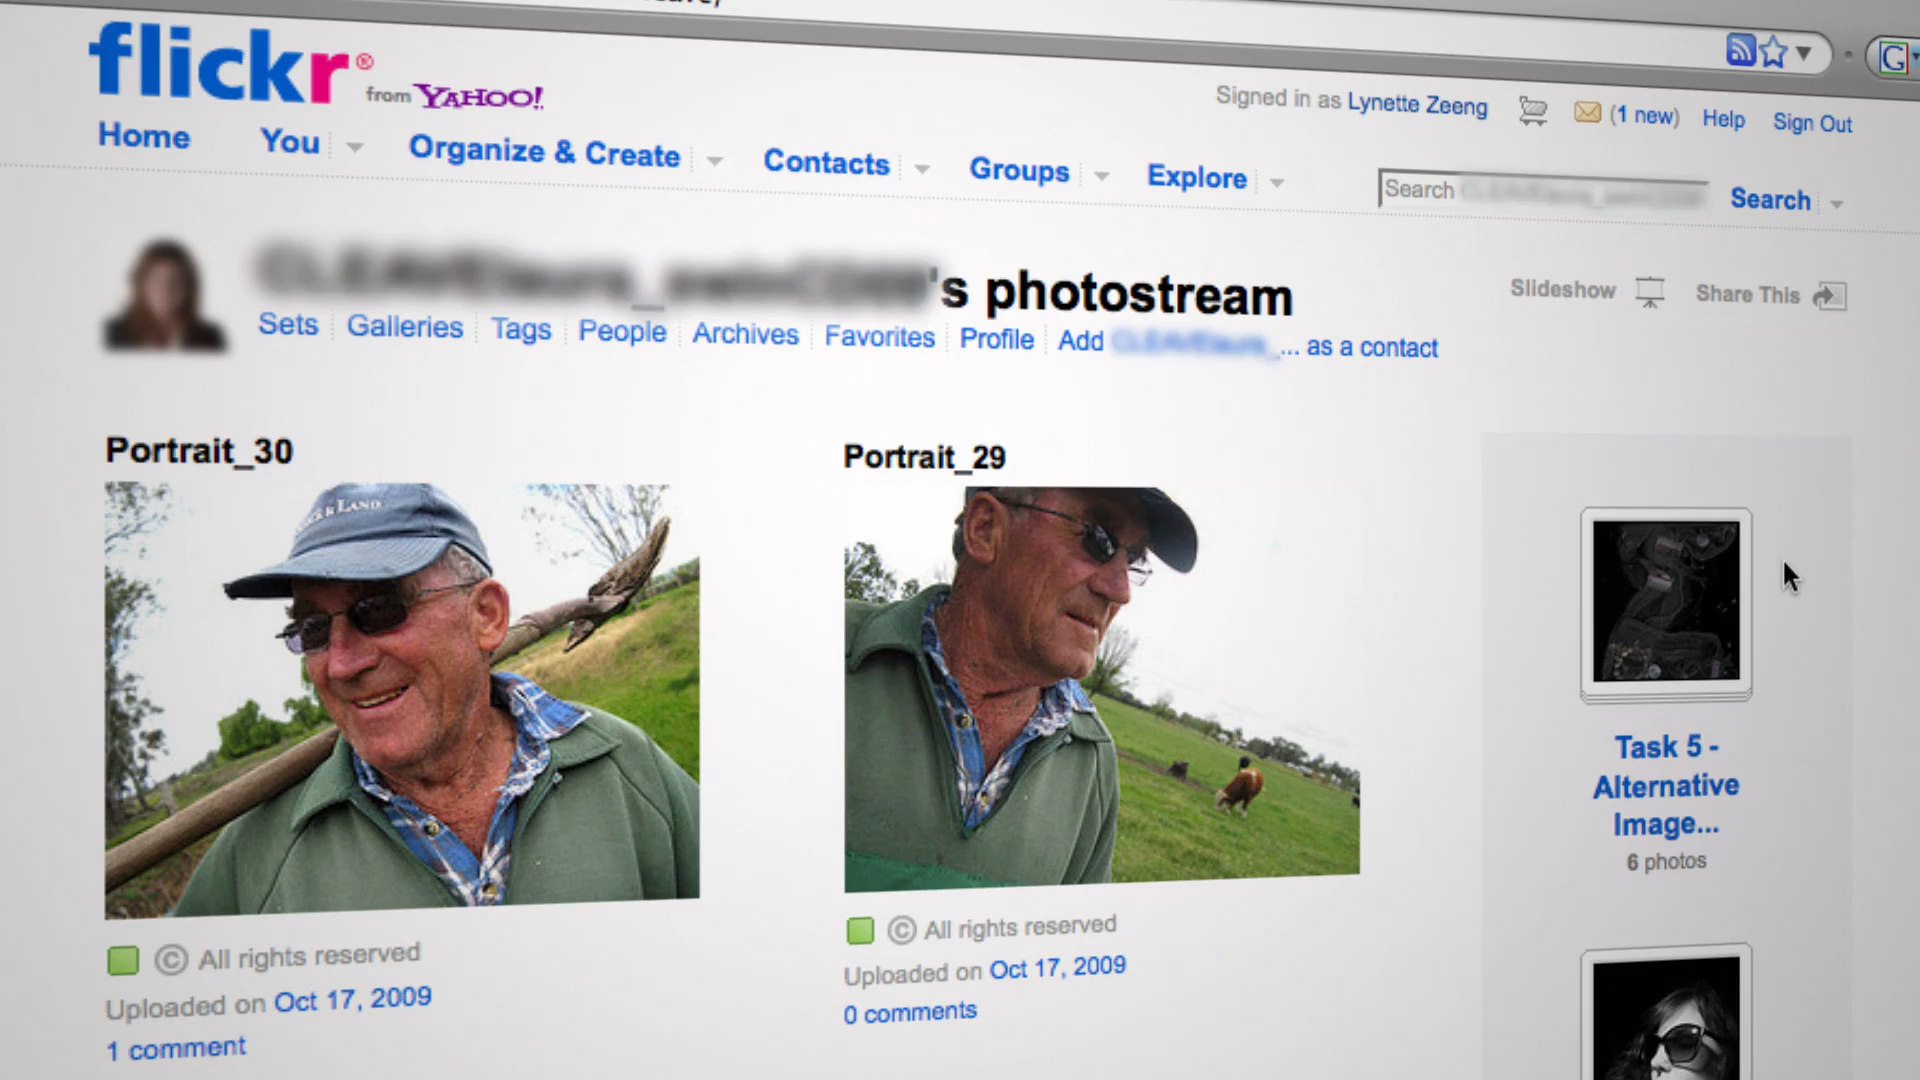 flickr® from YAHOO!
Signed in as Lynette Zeeng (1 new) Help Sign Out
Home You Organize & Create Contacts Groups Explore
Search Search
's photostream
Slideshow Share This
Sets Galleries Tags People Archives Favorites Profile Add ... as a contact
Portrait_30
LAND
All rights reserved
Uploaded on Oct 17, 2009
1 comment
Portrait_29
© All rights reserved
Uploaded on Oct 17, 2009
0 comments
Task 5 -
Alternative
Image...
6 photos